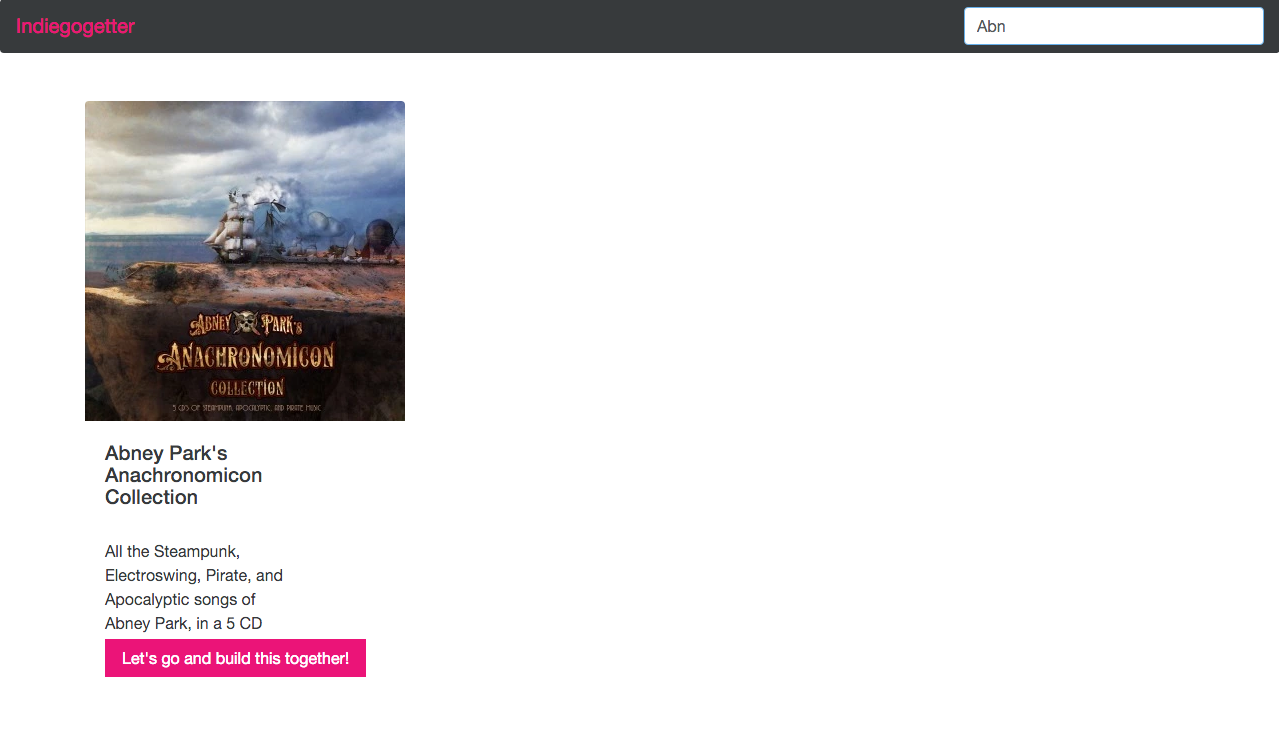 Indiegogetter
Abn
ABNEY PARK'S
ANACHRONOMICON
COLLECTION
5 CDS OF STEAMPUNK, APOCALYPTIC, AND PIRATE MUSIC
Abney Park's
Anachronomicon
Collection
All the Steampunk,
Electroswing, Pirate, and
Apocalyptic songs of
Abney Park, in a 5 CD
Let's go and build this together!